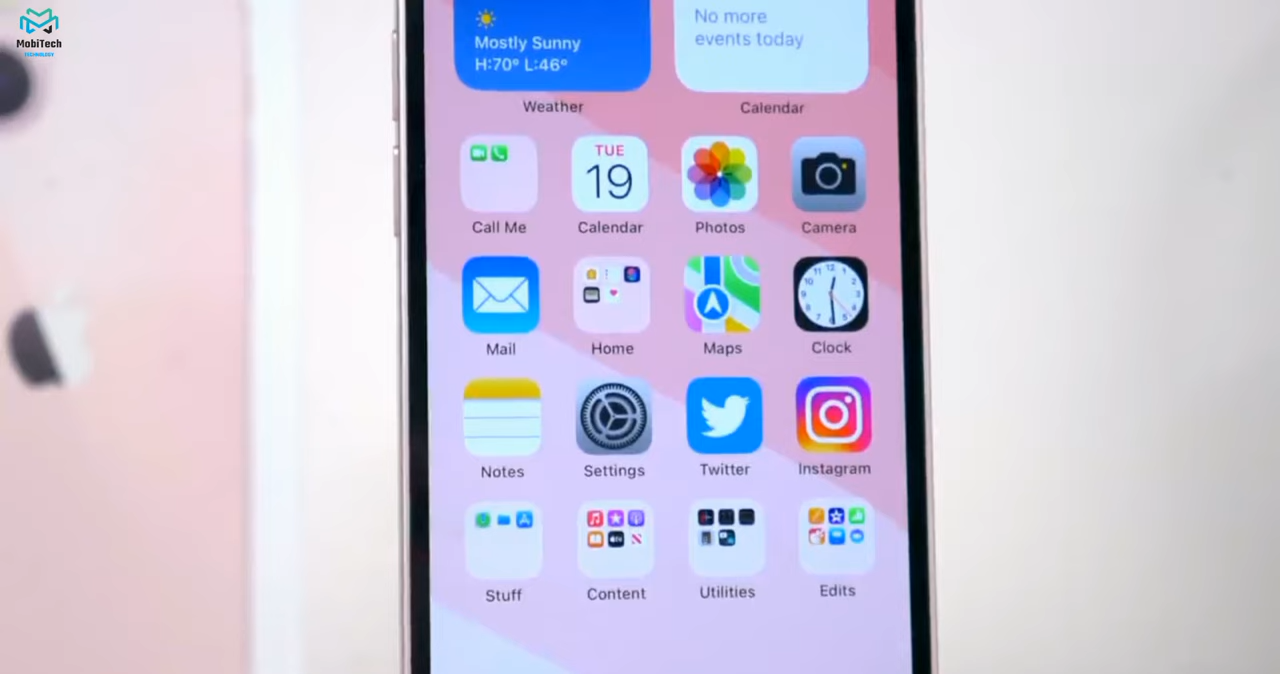 MobiTech
TECHNOLOGY
Mostly Sunny
H:70° L:46°
No more
events today
Weather
Calendar
Call Me
TUE
19
Calendar
Photos
Camera
Mail
Home
Maps
Clock
Notes
Settings
Twitter
Instagram
Stuff
Content
Utilities
Edits